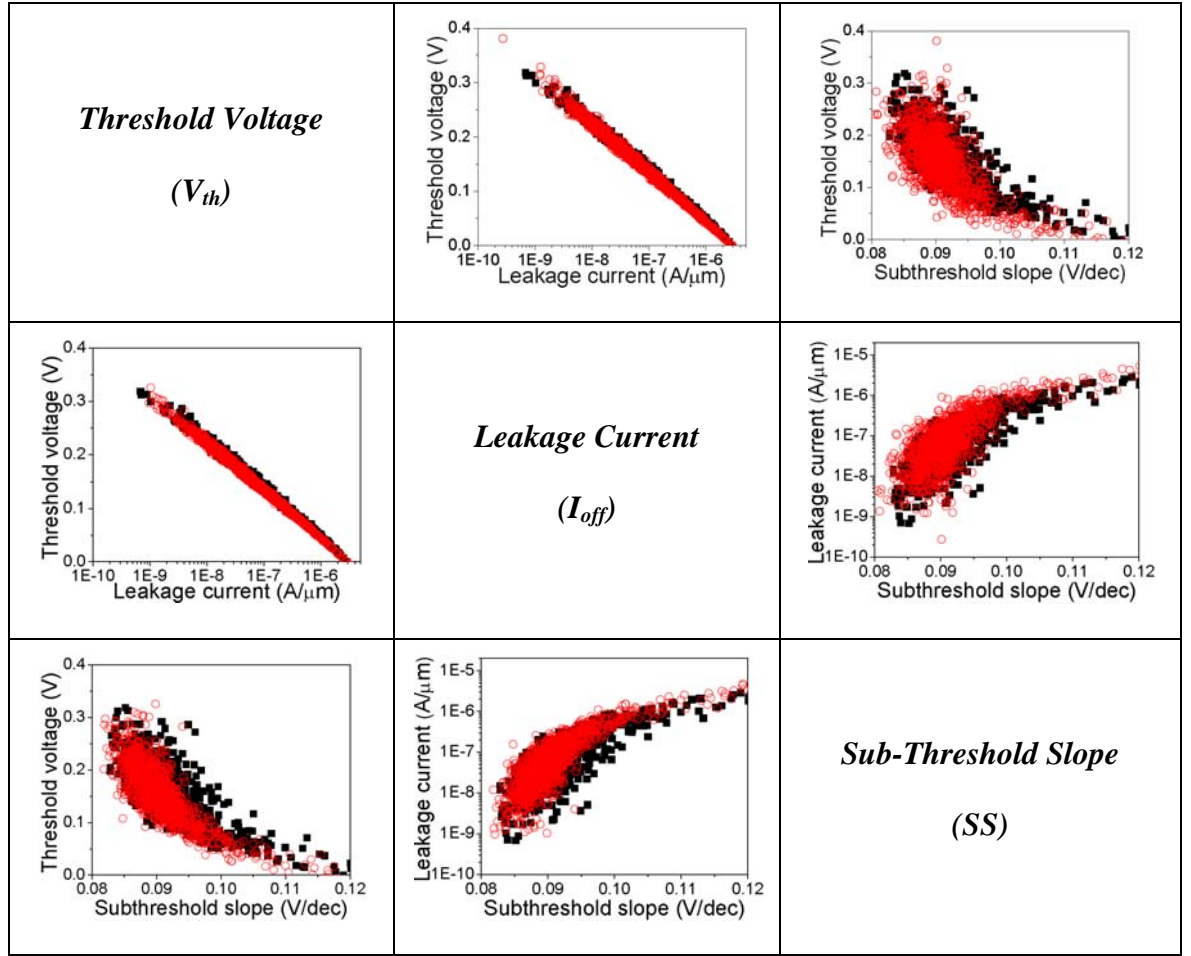 Threshold Voltage
(Vth)
Threshold voltage (V)
0.4
0.3
0.2
0.1
0.0
1E-10 1E-9 1E-8 1E-7 1E-6
Leakage current (A/μm)
Threshold voltage (V)
0.4
0.3
0.2
0.1
0.0
0.08 0.09 0.10 0.11 0.12
Subthreshold slope (V/dec)
Threshold voltage (V)
0.4
0.3
0.2
0.1
0.0
1E-10 1E-9 1E-8 1E-7 1E-6
Leakage current (A/μm)
Leakage Current
(Ioff)
Leakage current (A/μm)
1E-5
1E-6
1E-7
1E-8
1E-9
1E-10
0.08 0.09 0.10 0.11 0.12
Subthreshold slope (V/dec)
Threshold voltage (V)
0.4
0.3
0.2
0.1
0.0
0.08 0.09 0.10 0.11 0.12
Subthreshold slope (V/dec)
Leakage current (A/μm)
1E-5
1E-6
1E-7
1E-8
1E-9
1E-10
0.08 0.09 0.10 0.11 0.12
Subthreshold slope (V/dec)
Sub-Threshold Slope
(SS)